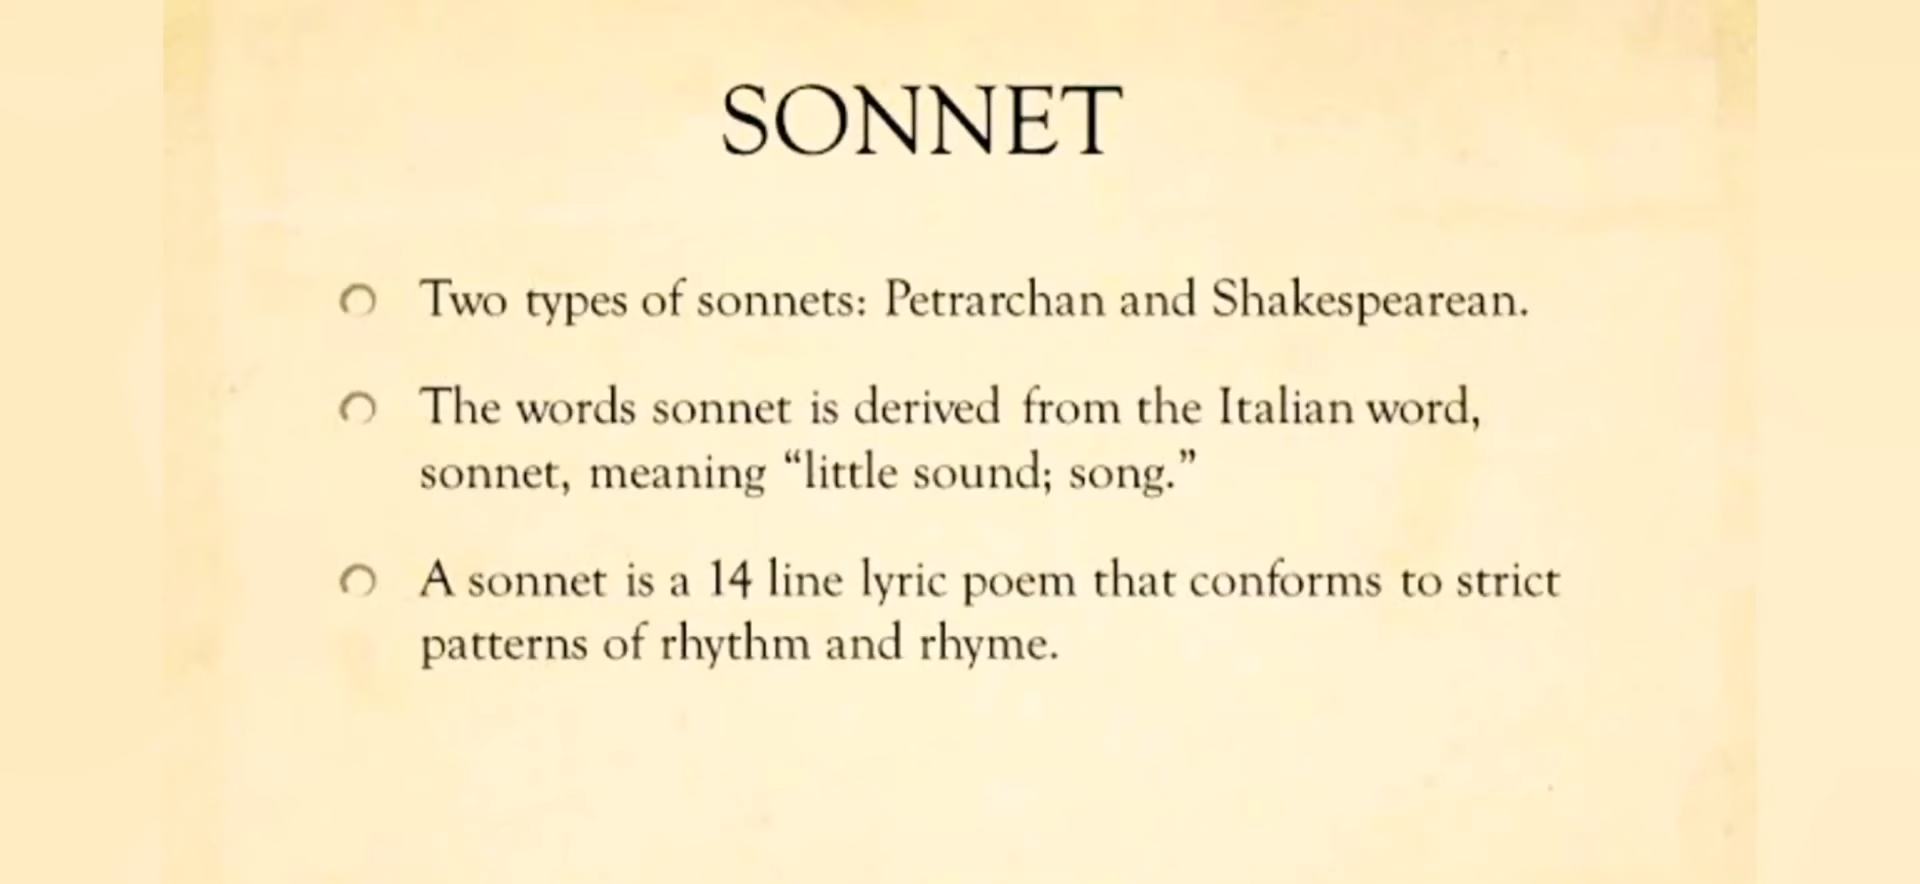 SONNET
Two types of sonnets: Petrarchan and Shakespearean.
The words sonnet is derived from the Italian word,
sonnet, meaning “little sound; song.”
A sonnet is a 14 line lyric poem that conforms to strict
patterns of rhythm and rhyme.